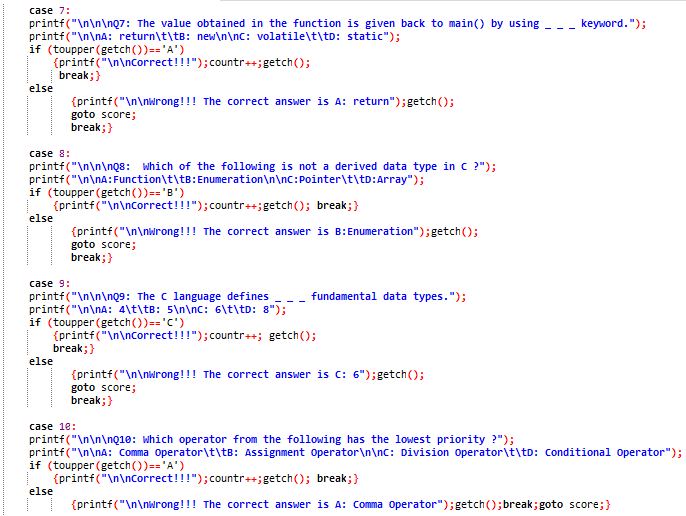 case 7:
printf("\n\n\nQ7: The value obtained in the function is given back to main() by using _ _ _ keyword.");
printf("\n\nA: return\t\tB: new\n\nC: volatile\t\tD: static");
if (toupper(getch())=='A')
{printf("\n\nCorrect!!!");countr++;getch();
break;}
else
{printf("\n\nWrong!!! The correct answer is A: return");getch();
goto score;
break;}
case 8:
printf("\n\n\nQ8:  Which of the following is not a derived data type in C ?");
printf("\n\nA:Function\t\tB:Enumeration\n\nC:Pointer\t\tD:Array");
if (toupper(getch())=='B')
{printf("\n\nCorrect!!!");countr++;getch(); break;}
else
{printf("\n\nWrong!!! The correct answer is B:Enumeration");getch();
goto score;
break;}
case 9:
printf("\n\n\nQ9: The C language defines _ _ _ fundamental data types.");
printf("\n\nA: 4\t\tB: 5\n\nC: 6\t\tD: 8");
if (toupper(getch())=='C')
{printf("\n\nCorrect!!!");countr++; getch();
break;}
else
{printf("\n\nWrong!!! The correct answer is C: 6");getch();
goto score;
break;}
case 10:
printf("\n\n\nQ10: Which operator from the following has the lowest priority ?");
printf("\n\nA: Comma Operator\t\tB: Assignment Operator\n\nC: Division Operator\t\tD: Conditional Operator");
if (toupper(getch())=='A')
{printf("\n\nCorrect!!!");countr++;getch(); break;}
else
{printf("\n\nWrong!!! The correct answer is A: Comma Operator");getch();break;goto score;}